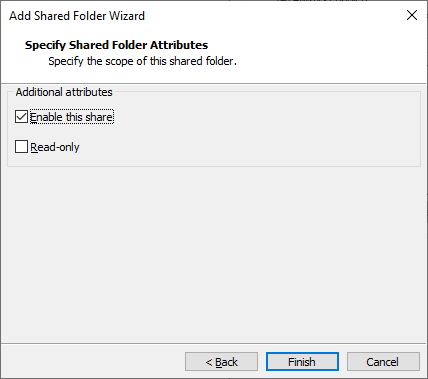 Add Shared Folder Wizard
Specify Shared Folder Attributes
Specify the scope of this shared folder.
Additional attributes
Enable this share
Read-only
< Back
Finish
Cancel